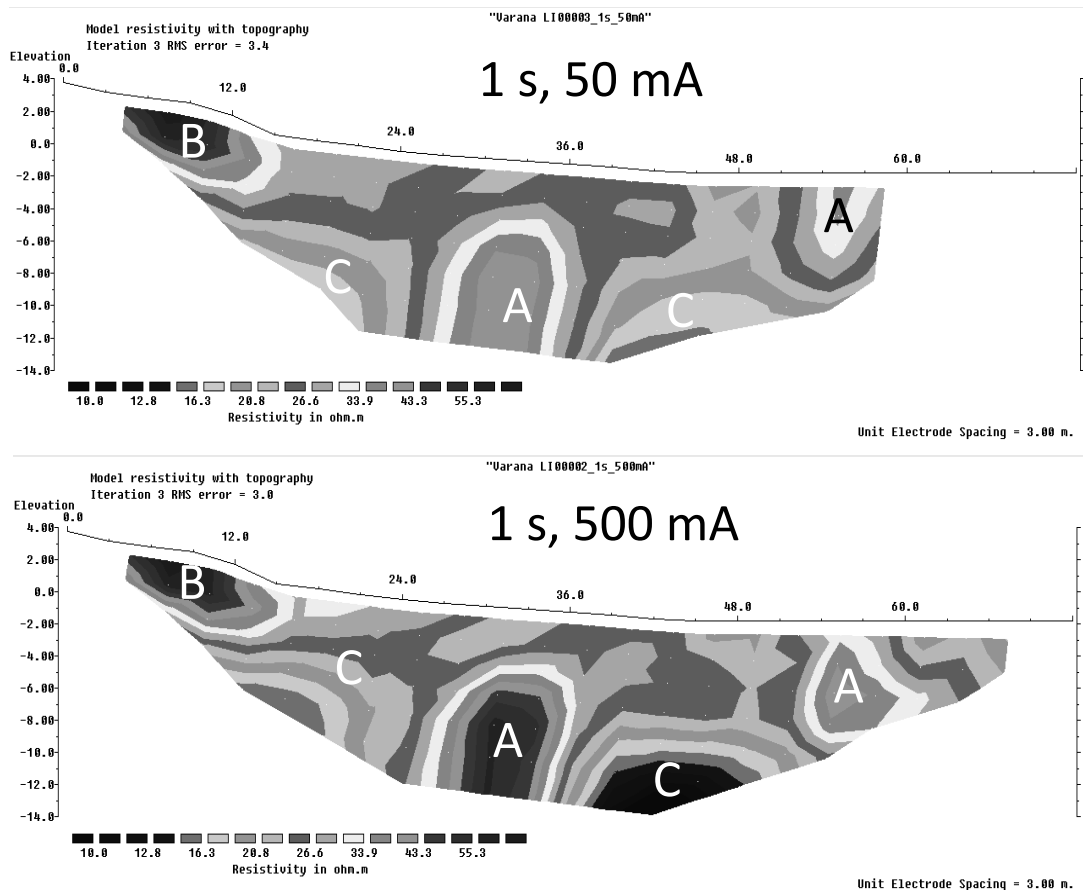 "Varana LI00003_1s_50mA"
Model resistivity with topography
Iteration 3 RMS error = 3.4
Elevation
0.0
1 s, 50 mA
4.00
12.0
2.00
B
0.0
24.0
36.0
48.0
60.0
-2.00
-4.00
A
-6.00
-8.00
C
A
C
-10.0
-12.0
-14.0
10.0 12.8 16.3 20.8 26.6 33.9 43.3 55.3
Resistivity in ohm.m
Unit Electrode Spacing = 3.00 m.
"Varana LI00002_1s_500mA"
Model resistivity with topography
Iteration 3 RMS error = 3.0
Elevation
0.0
1 s, 500 mA
4.00
12.0
2.00
B
0.0
24.0
36.0
48.0
60.0
-2.00
-4.00
C
A
-6.00
-8.00
A
-10.0
C
-12.0
-14.0
10.0 12.8 16.3 20.8 26.6 33.9 43.3 55.3
Resistivity in ohm.m
Unit Electrode Spacing = 3.00 m.